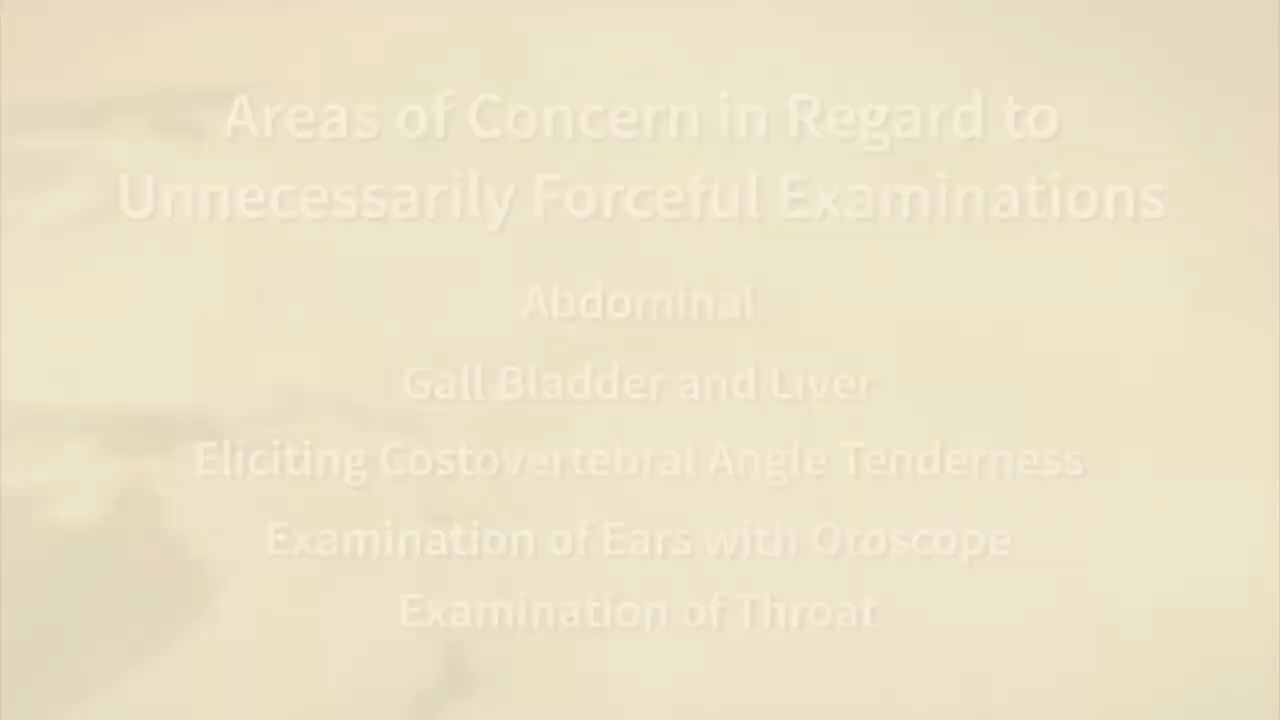 Areas of Concern in Regard to
Unnecessarily Forceful Examinations
Abdominal
Gall Bladder and Liver
Eliciting Costovertebral Angle Tenderness
Examination of Ears with Otoscope
Examination of Throat